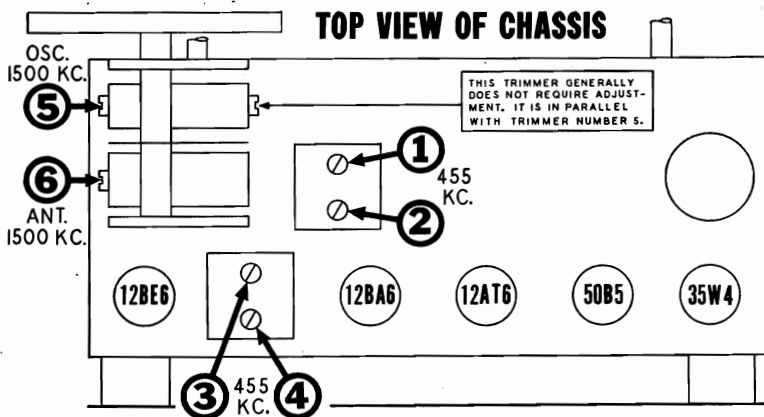 TOP VIEW OF CHASSIS
OSC.
1500 KC.
5
THIS TRIMMER GENERALLY
DOES NOT REQUIRE ADJUST-
MENT. IT IS IN PARALLEL
WITH TRIMMER NUMBER 5.
1
455
KC.
2
6
ANT.
1500 KC.
12BE6
12BA6
12AT6
50B5
35W4
3
455
KC.
4